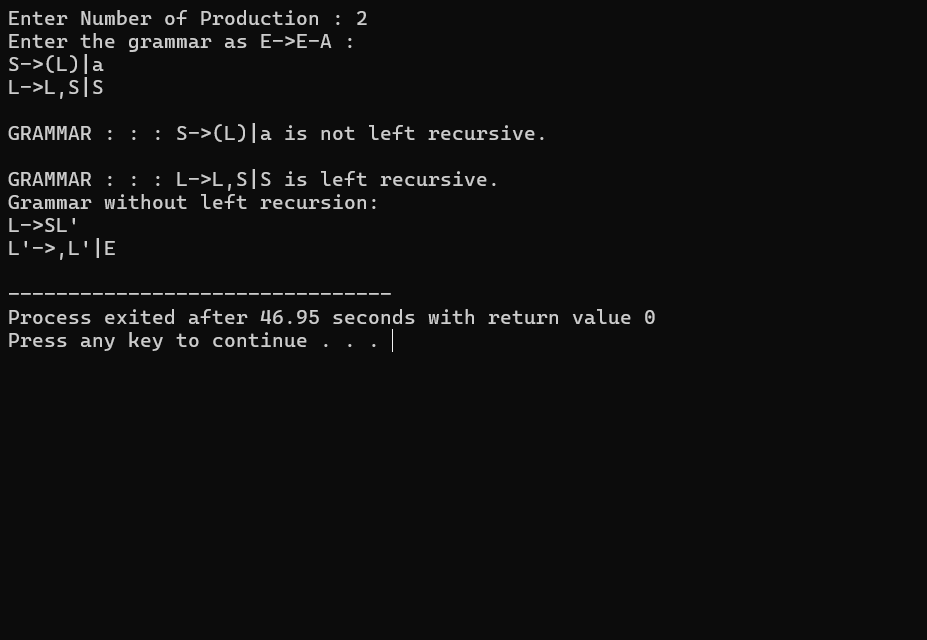 Enter Number of Production : 2
Enter the grammar as E->E-A :
S->(L)|a
L->L,S|S
GRAMMAR : : : S->(L)|a is not left recursive.
GRAMMAR : : : L->L,S|S is left recursive.
Grammar without left recursion:
L->SL'
L'->,L'|E
--------------------------------
Process exited after 46.95 seconds with return value 0
Press any key to continue . . .